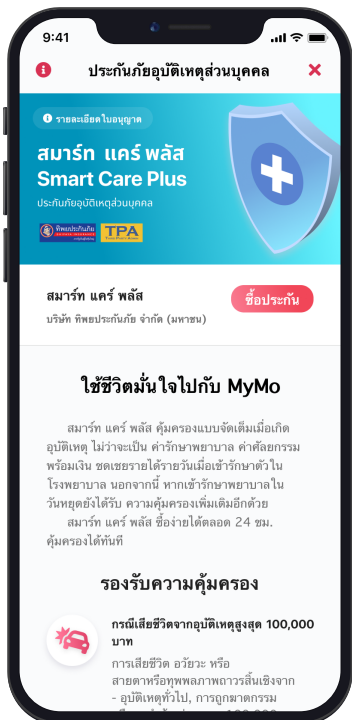 9:41
ประกันภัยอุบัติเหตุส่วนบุคคล
รายละเอียดใบอนุญาต
สมาร์ท แคร์ พลัส
Smart Care Plus
ประกันภัยอุบัติเหตุส่วนบุคคล
ทิพยประกันภัย
TPA
สมาร์ท แคร์ พลัส
ซื้อประกัน
บริษัท ทิพยประกันภัย จำกัด (มหาชน)
ใช้ชีวิตมั่นใจไปกับ MyMo
สมาร์ท แคร์ พลัส คุ้มครองแบบจัดเต็มเมื่อเกิด
อุบัติเหตุ ไม่ว่าจะเป็น ค่ารักษาพยาบาล ค่าศัลยกรรม
พร้อมเงิน ชดเชยรายได้รายวันเมื่อเข้ารักษาตัวใน
โรงพยาบาล นอกจากนี้ หากเข้ารักษาพยาบาลใน
วันหยุดยังได้รับ ความคุ้มครองเพิ่มเติมอีกด้วย
สมาร์ท แคร์ พลัส ซื้อง่ายได้ตลอด 24 ชม.
คุ้มครองได้ทันที
รองรับความคุ้มครอง
กรณีเสียชีวิตจากอุบัติเหตุสูงสุด 100,000
บาท
การเสียชีวิต อวัยวะ หรือ
สายตาหรือทุพพลภาพถาวรสิ้นเชิงจาก
- อุบัติเหตุทั่วไป, การถูกฆาตกรรม